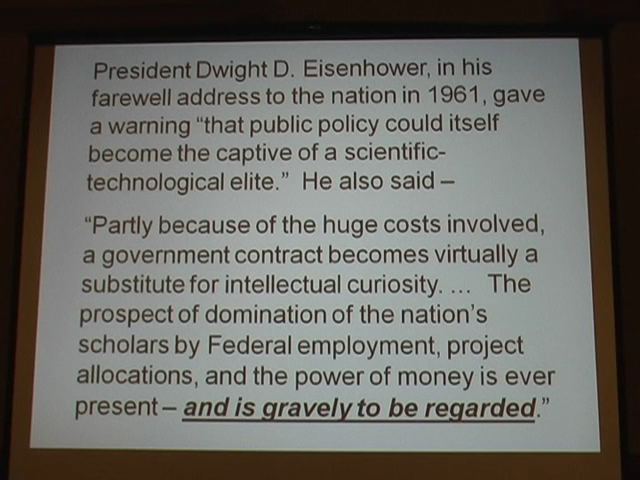 President Dwight D. Eisenhower, in his
farewell address to the nation in 1961, gave
a warning “that public policy could itself
become the captive of a scientific-
technological elite.”  He also said –
“Partly because of the huge costs involved,
a government contract becomes virtually a
substitute for intellectual curiosity. …  The
prospect of domination of the nation’s
scholars by Federal employment, project
allocations, and the power of money is ever
present – and is gravely to be regarded.”